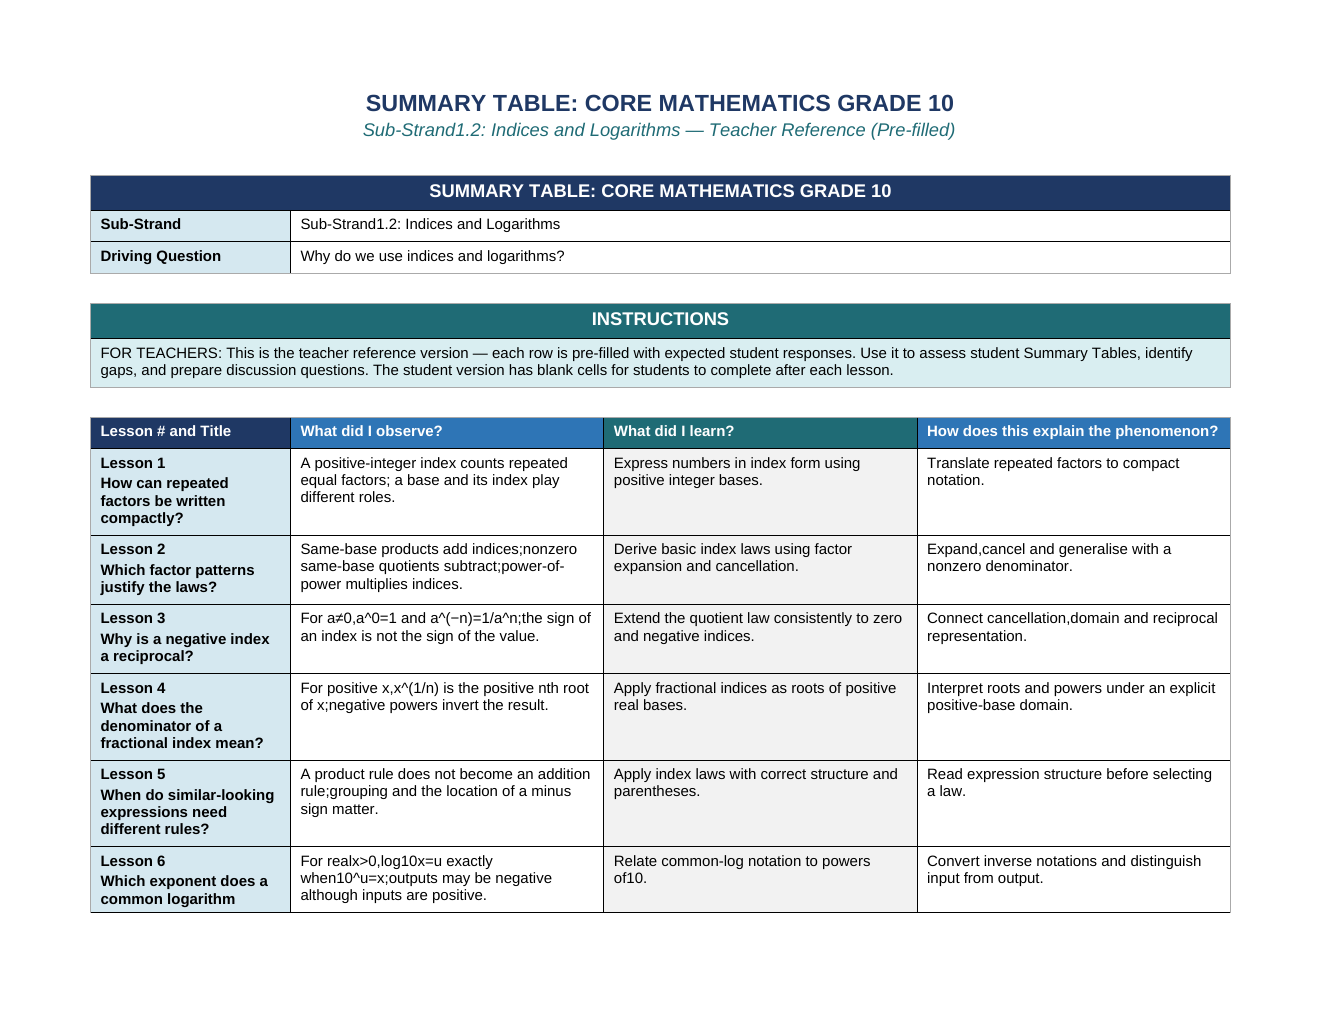 SUMMARY TABLE: CORE MATHEMATICS GRADE 10
Sub-Strand1.2: Indices and Logarithms — Teacher Reference (Pre-filled)
SUMMARY TABLE: CORE MATHEMATICS GRADE 10
Sub-Strand
Sub-Strand1.2: Indices and Logarithms
Driving Question
Why do we use indices and logarithms?
INSTRUCTIONS
FOR TEACHERS: This is the teacher reference version — each row is pre-filled with expected student responses. Use it to assess student Summary Tables, identify
gaps, and prepare discussion questions. The student version has blank cells for students to complete after each lesson.
Lesson # and Title
What did I observe?
What did I learn?
How does this explain the phenomenon?
Lesson 1
How can repeated
factors be written
compactly?
A positive-integer index counts repeated
equal factors; a base and its index play
different roles.
Express numbers in index form using
positive integer bases.
Translate repeated factors to compact
notation.
Lesson 2
Which factor patterns
justify the laws?
Same-base products add indices;nonzero
same-base quotients subtract;power-of-
power multiplies indices.
Derive basic index laws using factor
expansion and cancellation.
Expand,cancel and generalise with a
nonzero denominator.
Lesson 3
Why is a negative index
a reciprocal?
For a≠0,a^0=1 and a^(−n)=1/a^n;the sign of
an index is not the sign of the value.
Extend the quotient law consistently to zero
and negative indices.
Connect cancellation,domain and reciprocal
representation.
Lesson 4
What does the
denominator of a
fractional index mean?
For positive x,x^(1/n) is the positive nth root
of x;negative powers invert the result.
Apply fractional indices as roots of positive
real bases.
Interpret roots and powers under an explicit
positive-base domain.
Lesson 5
When do similar-looking
expressions need
different rules?
A product rule does not become an addition
rule;grouping and the location of a minus
sign matter.
Apply index laws with correct structure and
parentheses.
Read expression structure before selecting
a law.
Lesson 6
Which exponent does a
common logarithm
For realx>0,log10x=u exactly
when10^u=x;outputs may be negative
although inputs are positive.
Relate common-log notation to powers
of10.
Convert inverse notations and distinguish
input from output.